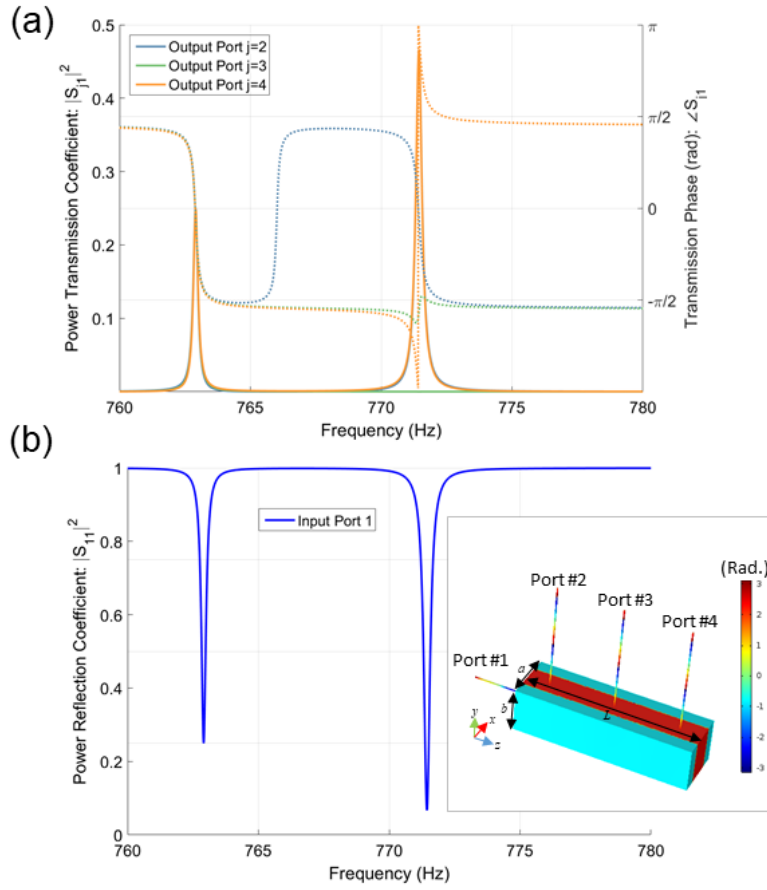 (a)
Power Transmission Coefficient: |S_j1|^2
0.5
0.4
0.3
0.2
0.1
Output Port j=2
Output Port j=3
Output Port j=4
π
π/2
0
-π/2
Transmission Phase (rad): ∠S_j1
760 765 770 775 780
Frequency (Hz)
(b)
Power Reflection Coefficient: |S_11|^2
1
0.8
0.6
0.4
0.2
0
Input Port 1
(Rad.)
Port #2
Port #3
Port #4
Port #1
a
b
L
y
x
z
3
2
1
0
-1
-2
-3
760 765 770 775 780
Frequency (Hz)